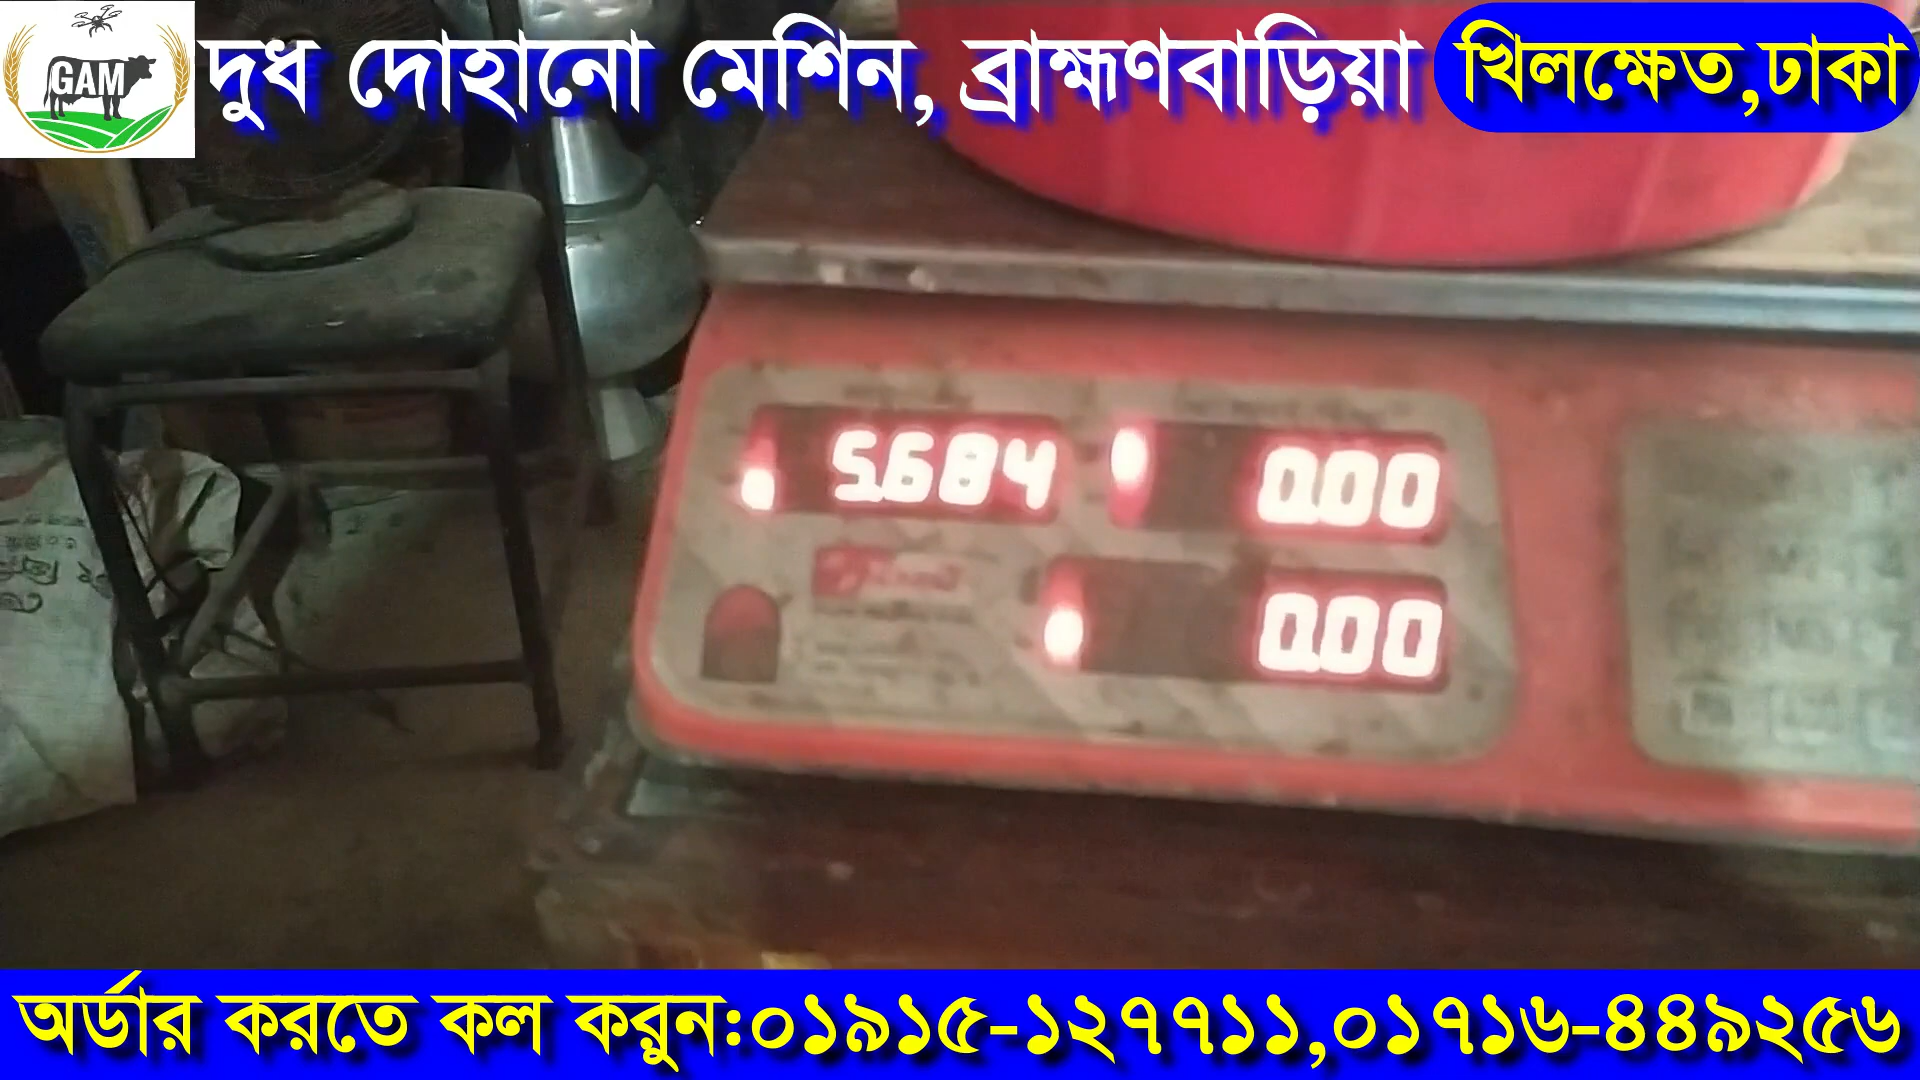 GAM
দুধ দোহানো মেশিন, ব্রাহ্মণবাড়িয়া
খিলক্ষেত,ঢাকা
5.684
0.00
0.00
অর্ডার করতে কল করুন:০১৯১৫-১২৭৭১১,০১৭১৬-৪৪৯২৫৬